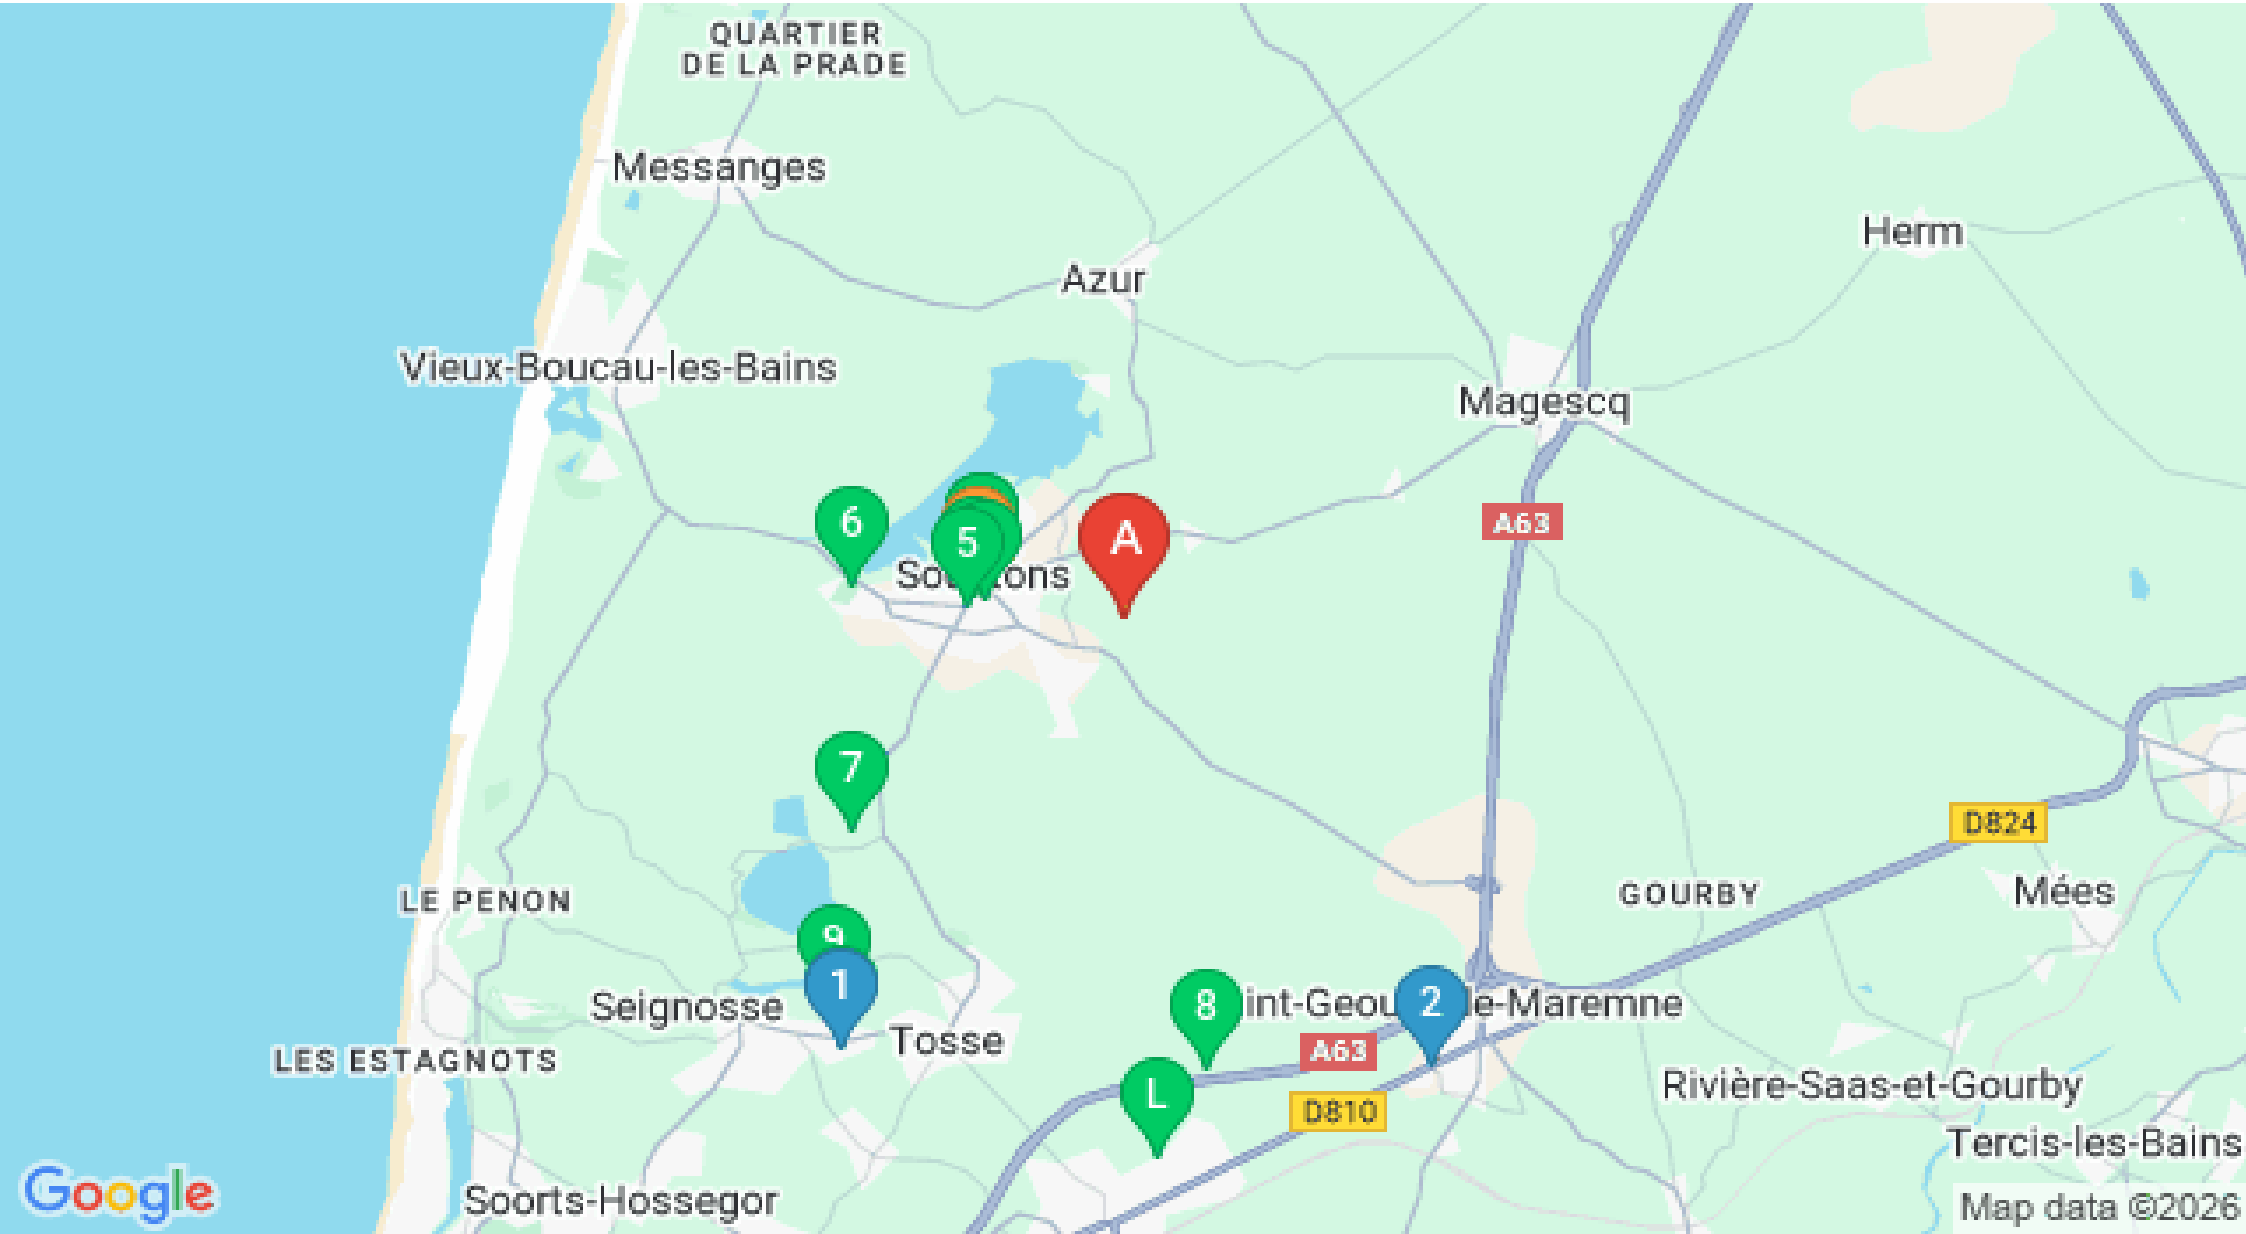 QUARTIER
DE LA PRADE
Messanges
Herm
Azur
Vieux-Boucau-les-Bains
Magescq
6
5
A
A63
7
D824
LE PENON
GOURBY
Mées
9
1
Seignosse
8
2
Tosse
LES ESTAGNOTS
A63
L
D810
Rivière-Saas-et-Gourby
Tercis-les-Bains
Soorts-Hossegor
Google
Map data ©2026